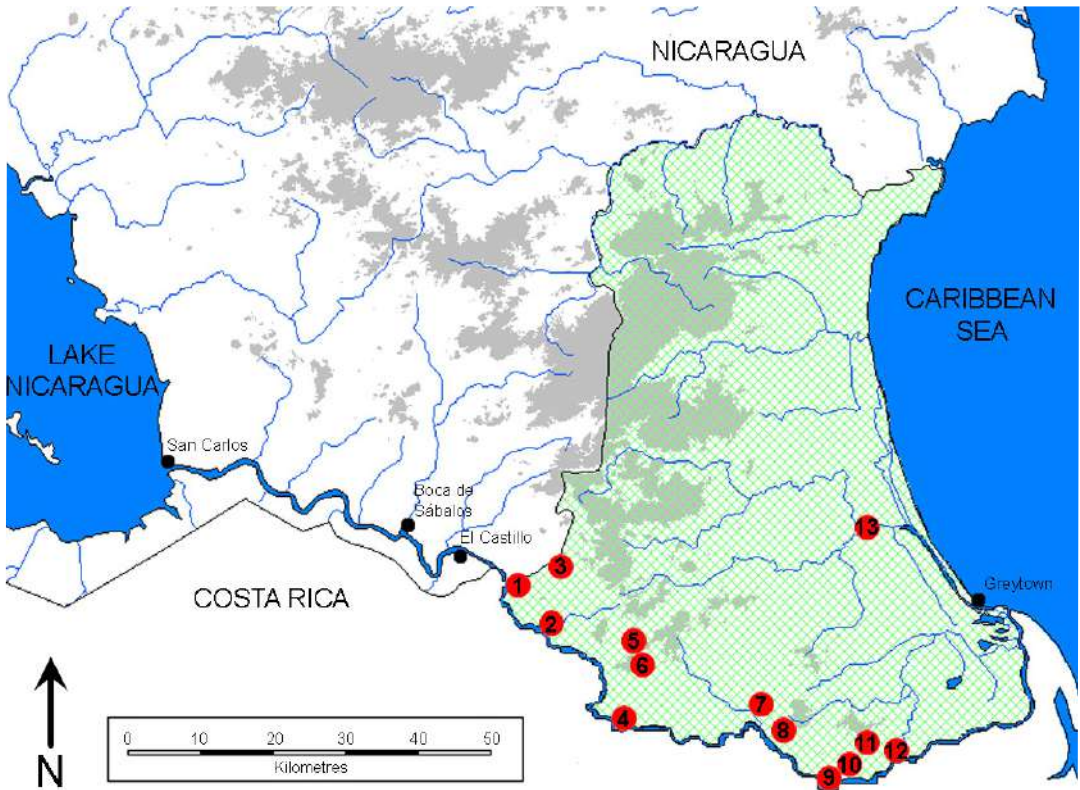 NICARAGUA
CARIBBEAN
SEA
LAKE
NICARAGUA
San Carlos
Boca de
Sábalos
El Castillo
COSTA RICA
Greytown
1
2
3
4
5
6
7
8
9
10
11
12
13
N
0 10 20 30 40 50
Kilometres